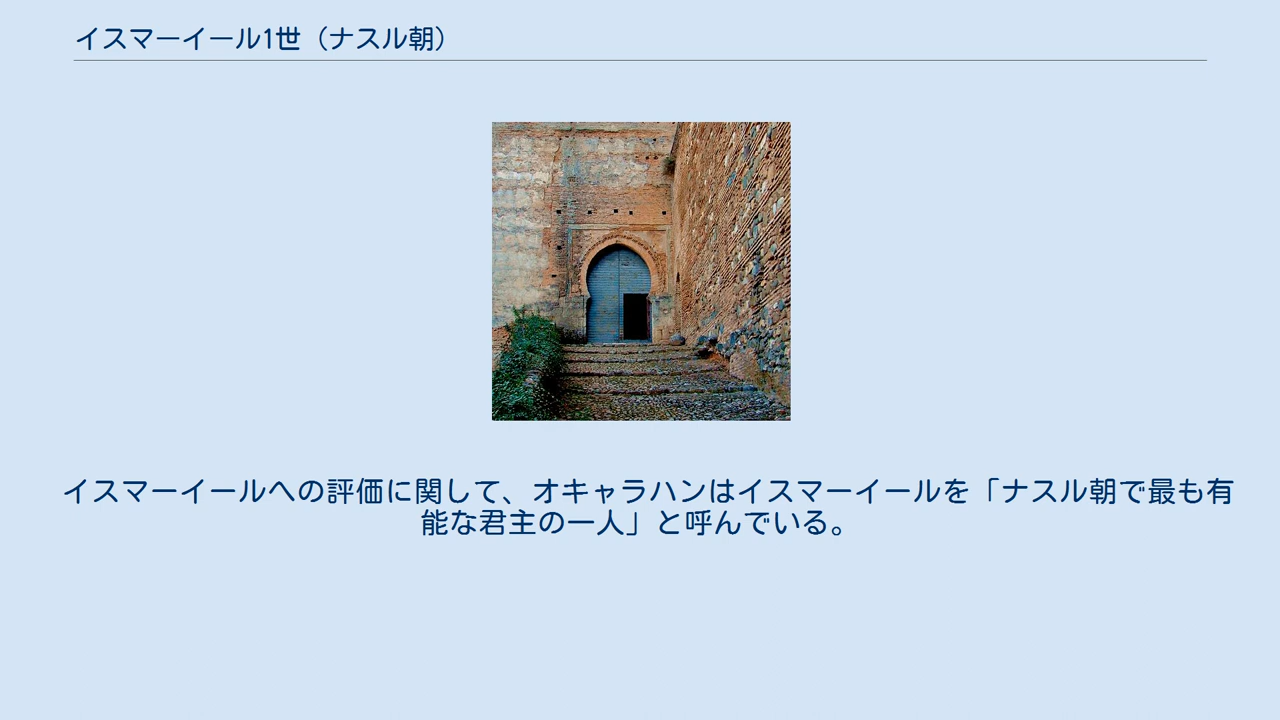 イスマーイール1世（ナスル朝）
イスマーイールへの評価に関して、オキャラハンはイスマーイールを「ナスル朝で最も有
能な君主の一人」と呼んでいる。